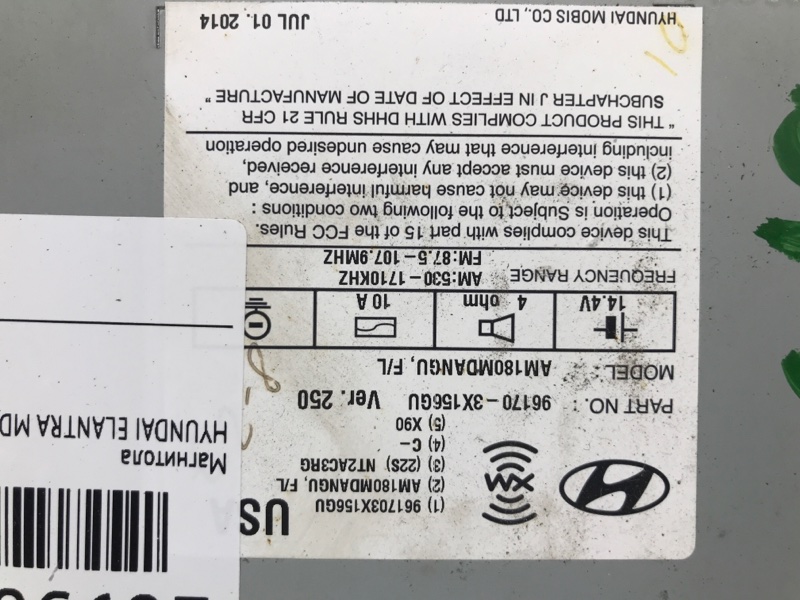 USA
(1) 961703X156GU
(2) AM180MDANGU, F/L
(3) (22S) NT2AC3RG
(4) C-
(5) X90
PART NO. : 96170-3X156GU Ver. 250
MODEL : AM180MDANGU, F/L
14.4V 4 ohm 10 A
FREQUENCY RANGE AM:530-1710KHZ
FM:87.5-107.9MHZ
This device complies with part 15 of the FCC Rules.
Operation is Subject to the following two conditions :
(1) this device may not cause harmful interference, and
(2) this device must accept any interference received,
including interference that may cause undesired operation
" THIS PRODUCT COMPLIES WITH DHHS RULE 21 CFR
SUBCHAPTER J IN EFFECT OF DATE OF MANUFACTURE "
HYUNDAI MOBIS CO., LTD JUL 01. 2014
Магнитола
HYUNDAI ELANTRA MD